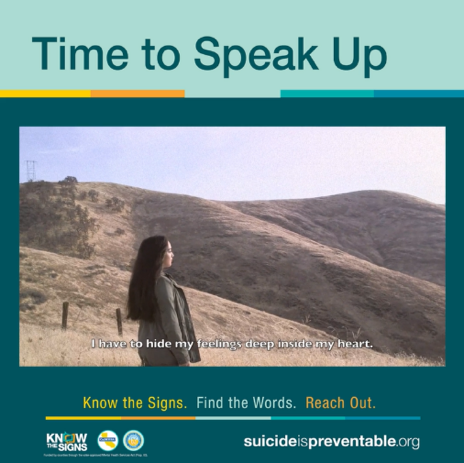 Time to Speak Up
I have to hide my feelings deep inside my heart.
Know the Signs. Find the Words. Reach Out.
KNOW
THE SIGNS
suicideispreventable.org